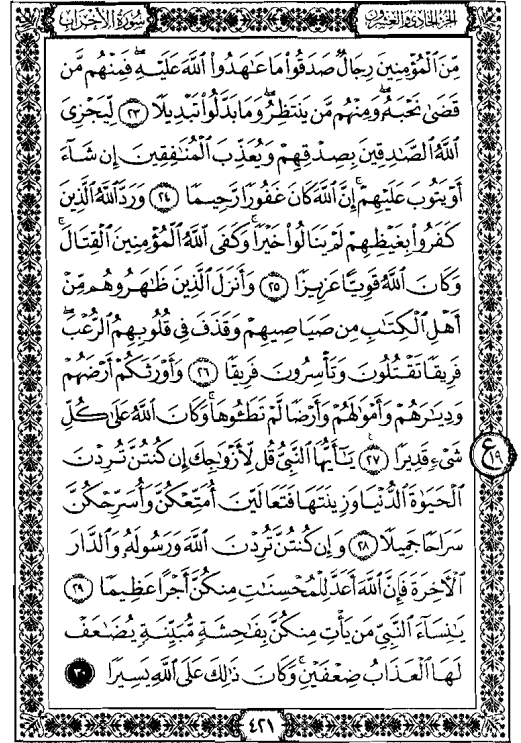 الجزء الحادي والعشرون
سورة الأحزاب
مِّنَ الْمُؤْمِنِينَ رِجَالٌ صَدَقُوا مَا عَاهَدُوا اللَّهَ عَلَيْهِ فَمِنْهُم مَّن
قَضَىٰ نَحْبَهُ وَمِنْهُم مَّن يَنتَظِرُ وَمَا بَدَّلُوا تَبْدِيلًا ٢٣ لِّيَجْزِيَ
اللَّهُ الصَّادِقِينَ بِصِدْقِهِمْ وَيُعَذِّبَ الْمُنَافِقِينَ إِن شَاءَ
أَوْ يَتُوبَ عَلَيْهِمْ إِنَّ اللَّهَ كَانَ غَفُورًا رَّحِيمًا ٢٤ وَرَدَّ اللَّهُ الَّذِينَ
كَفَرُوا بِغَيْظِهِمْ لَمْ يَنَالُوا خَيْرًا وَكَفَى اللَّهُ الْمُؤْمِنِينَ الْقِتَالَ
وَكَانَ اللَّهُ قَوِيًّا عَزِيزًا ٢٥ وَأَنزَلَ الَّذِينَ ظَاهَرُوهُم مِّنْ
أَهْلِ الْكِتَابِ مِن صَيَاصِيهِمْ وَقَذَفَ فِي قُلُوبِهِمُ الرُّعْبَ
فَرِيقًا تَقْتُلُونَ وَتَأْسِرُونَ فَرِيقًا ٢٦ وَأَوْرَثَكُمْ أَرْضَهُمْ
وَدِيَارَهُمْ وَأَمْوَالَهُمْ وَأَرْضًا لَّمْ تَطَئُوهَا وَكَانَ اللَّهُ عَلَىٰ كُلِّ
شَيْءٍ قَدِيرًا ٢٧ يَا أَيُّهَا النَّبِيُّ قُل لِّأَزْوَاجِكَ إِن كُنتُنَّ تُرِدْنَ
ع ١٩
الْحَيَاةَ الدُّنْيَا وَزِينَتَهَا فَتَعَالَيْنَ أُمَتِّعْكُنَّ وَأُسَرِّحْكُنَّ
سَرَاحًا جَمِيلًا ٢٨ وَإِن كُنتُنَّ تُرِدْنَ اللَّهَ وَرَسُولَهُ وَالدَّارَ
الْآخِرَةَ فَإِنَّ اللَّهَ أَعَدَّ لِلْمُحْسِنَاتِ مِنكُنَّ أَجْرًا عَظِيمًا ٢٩
يَا نِسَاءَ النَّبِيِّ مَن يَأْتِ مِنكُنَّ بِفَاحِشَةٍ مُّبَيِّنَةٍ يُضَاعَفْ
لَهَا الْعَذَابُ ضِعْفَيْنِ وَكَانَ ذَٰلِكَ عَلَى اللَّهِ يَسِيرًا ٣٠
٤٢١